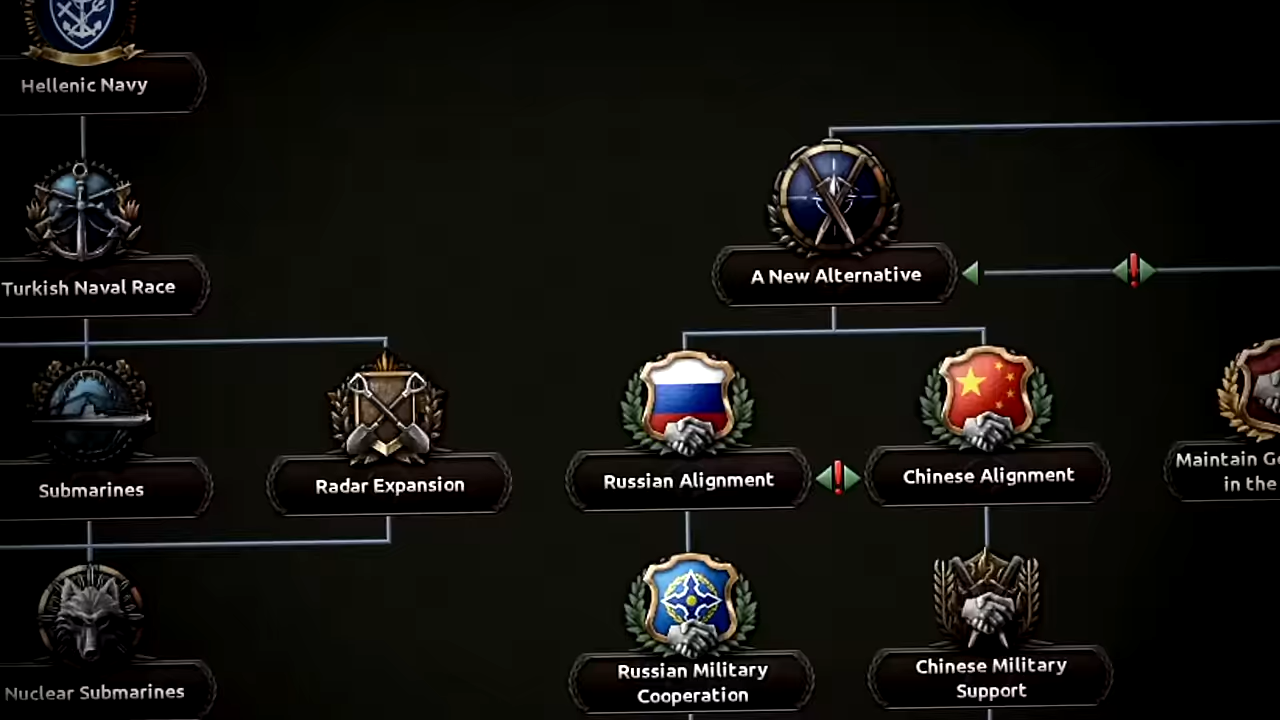 Hellenic Navy
A New Alternative
Turkish Naval Race
Russian Alignment
Chinese Alignment
Maintain
in the
Submarines
Radar Expansion
Russian Military
Cooperation
Chinese Military
Support
Nuclear Submarines